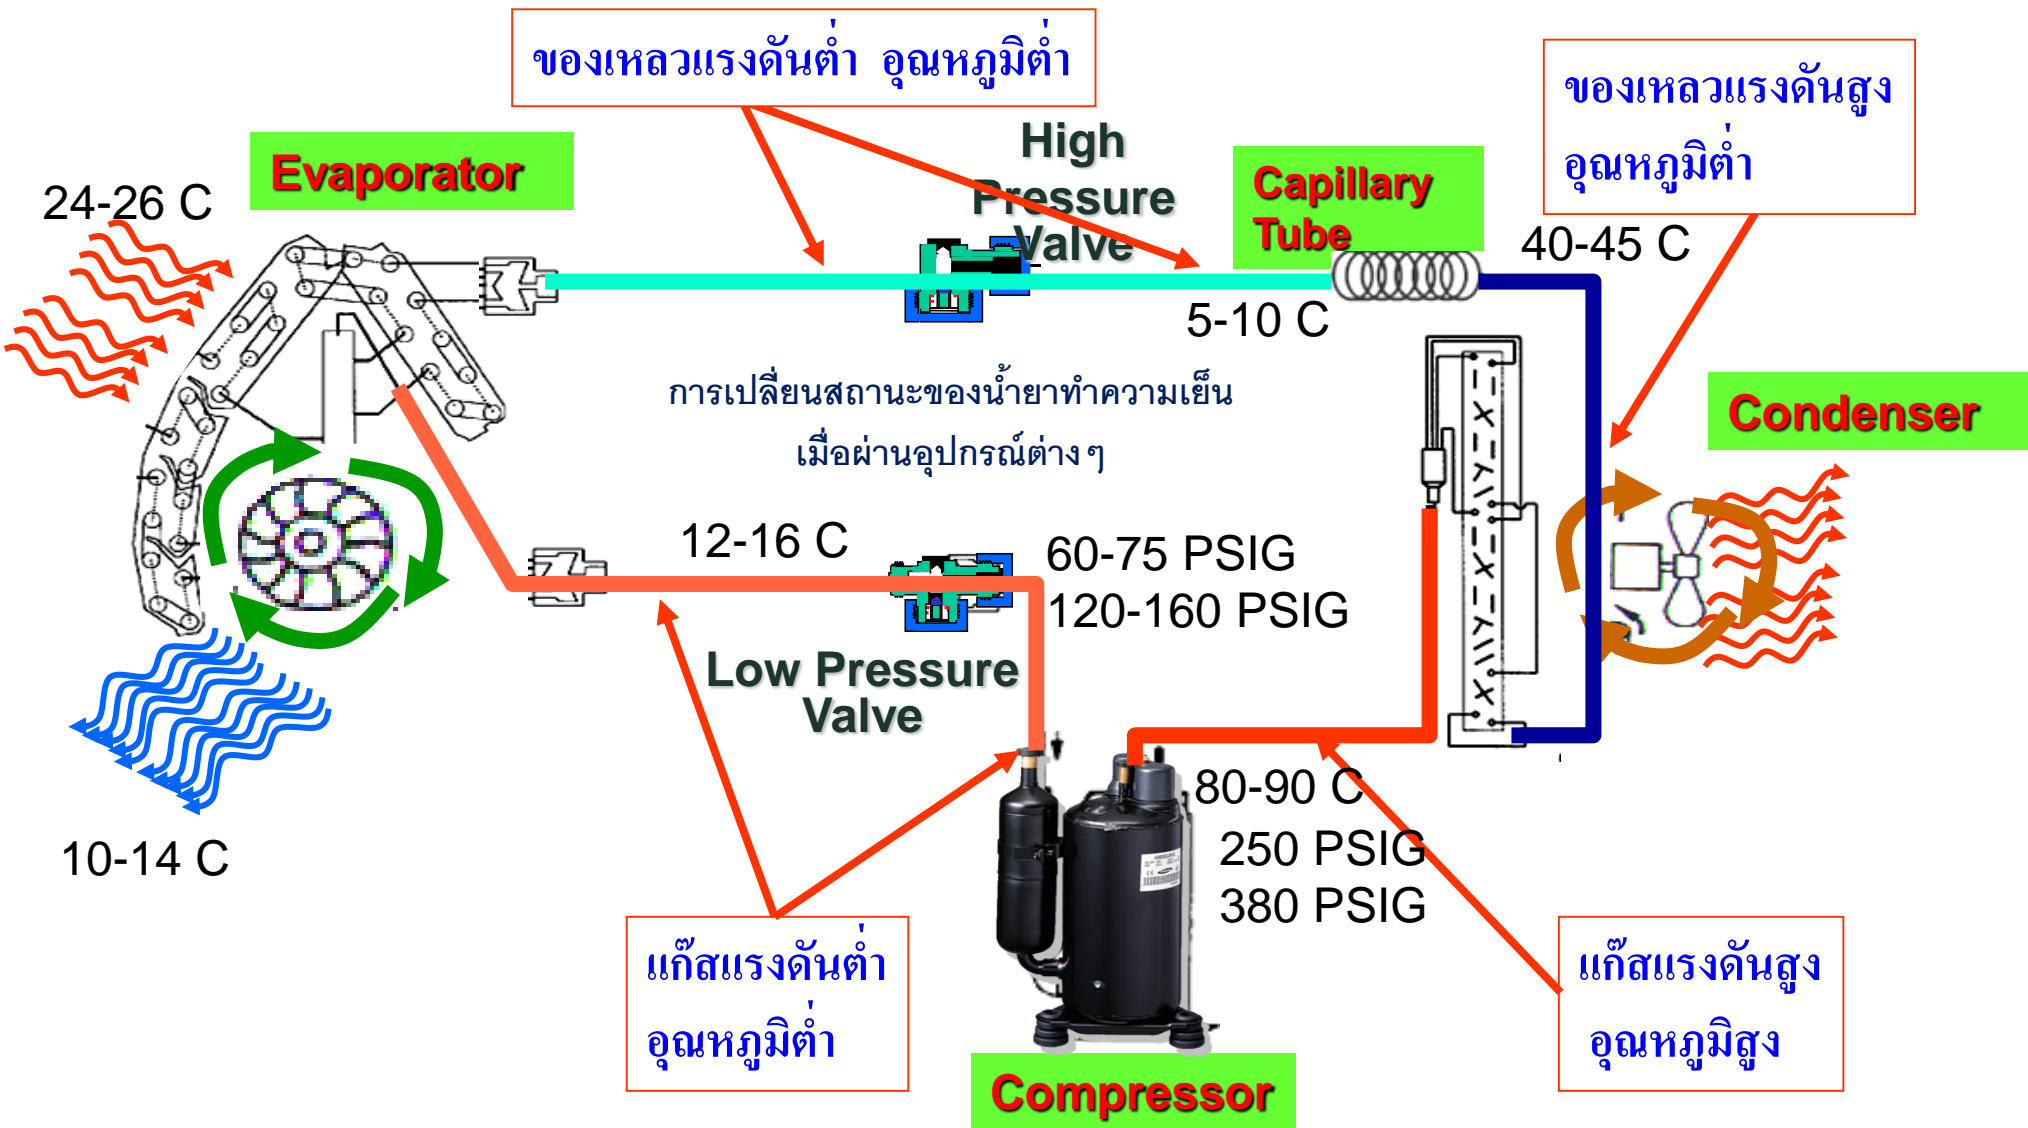 ของเหลวแรงดันต่ำ อุณหภูมิต่ำ
ของเหลวแรงดันสูง
อุณหภูมิต่ำ
High
Pressure
Valve
Evaporator
Capillary
Tube
24-26 C
40-45 C
5-10 C
การเปลี่ยนสถานะของน้ำยาทำความเย็น
เมื่อผ่านอุปกรณ์ต่างๆ
Condenser
12-16 C
60-75 PSIG
120-160 PSIG
Low Pressure
Valve
80-90 C
250 PSIG
380 PSIG
10-14 C
แก๊สแรงดันต่ำ
อุณหภูมิต่ำ
แก๊สแรงดันสูง
อุณหภูมิสูง
Compressor